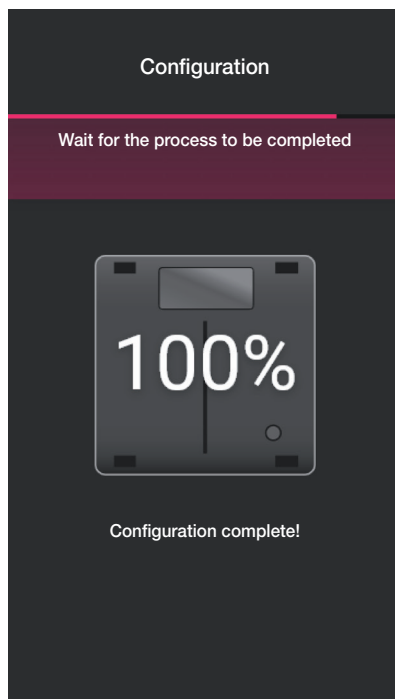 Configuration
Wait for the process to be completed
100%
Configuration complete!